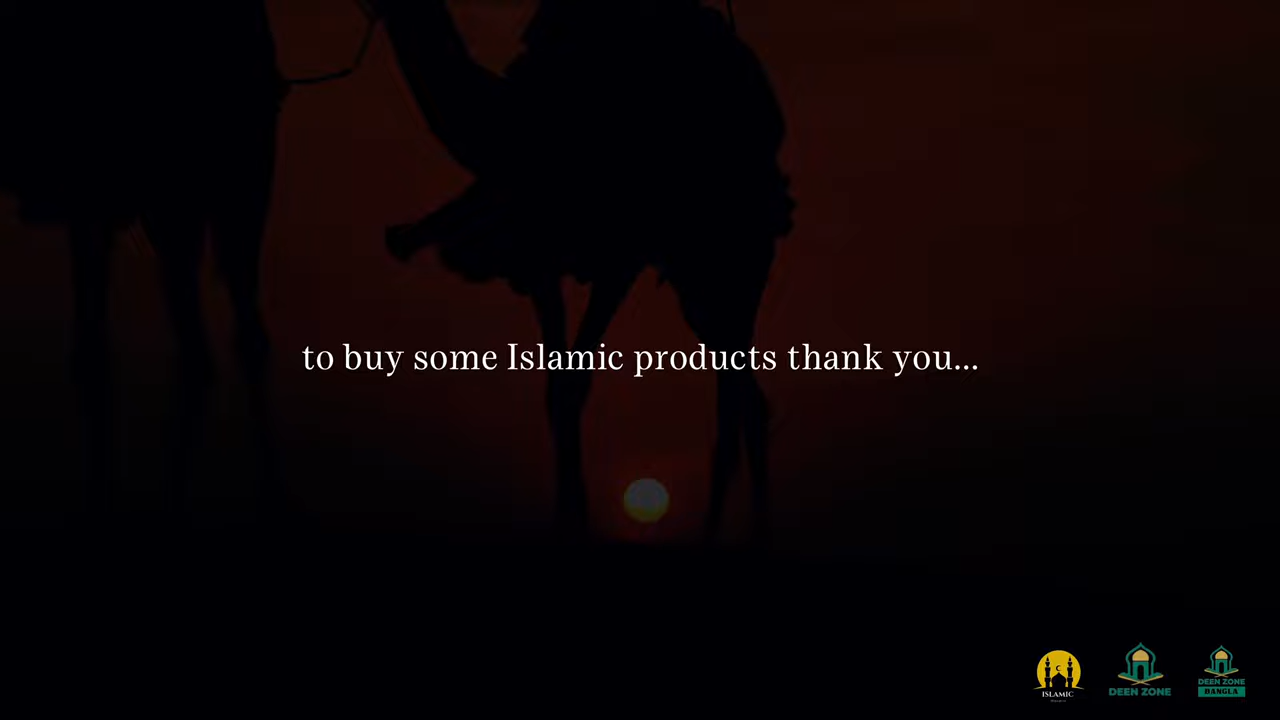 to buy some Islamic products thank you...
ISLAMIC
DEEN ZONE
DEEN ZONE
BANGLA